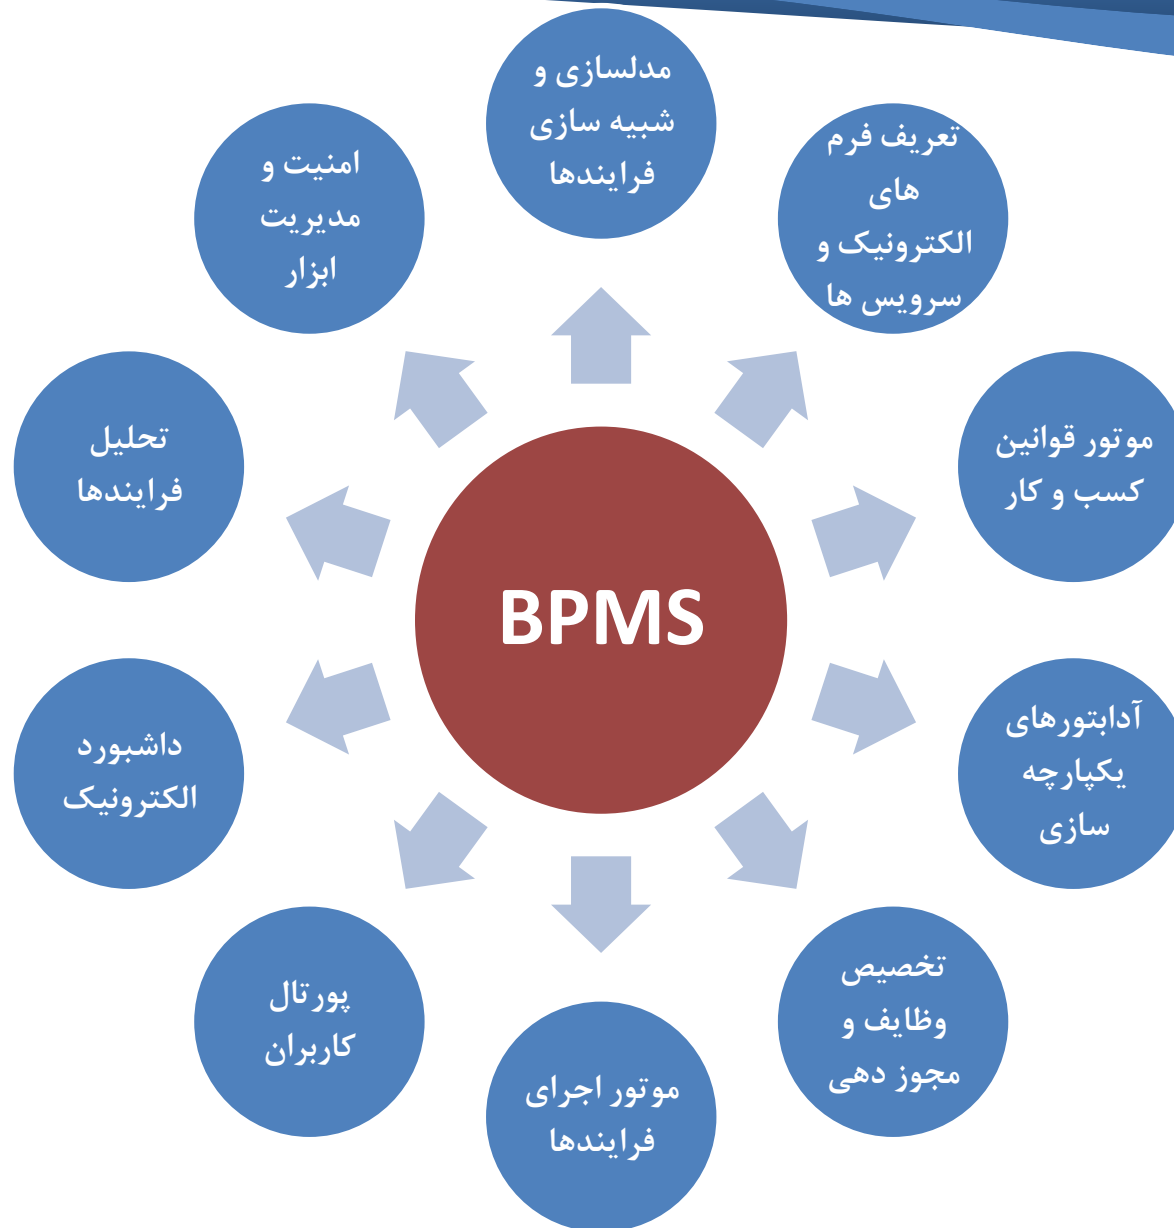 مدلسازی و
شبیه سازی
فرایندها
تعریف فرم
های
الکترونیک و
سرویس ها
موتور قوانین
کسب و کار
آدابتورهای
یکپارچه
سازی
تخصیص
وظایف و
مجوز دهی
موتور اجرای
فرایندها
پورتال
کاربران
داشبورد
الکترونیک
تحلیل
فرایندها
امنیت و
مدیریت
ابزار
BPMS